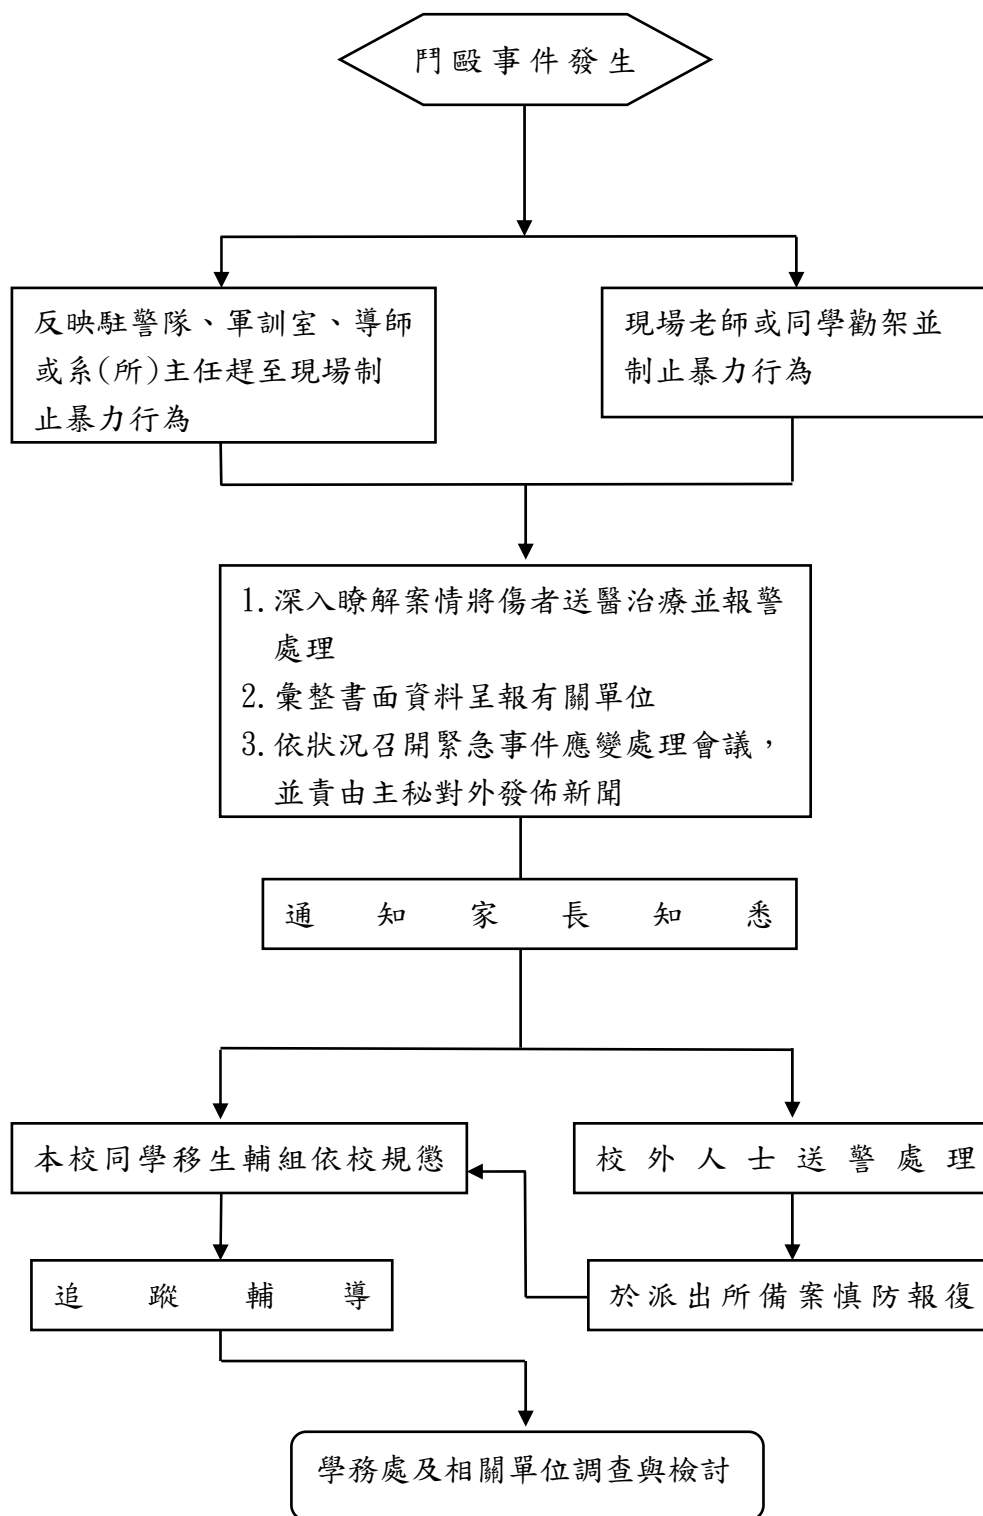 鬥毆事件發生
反映駐警隊、軍訓室、導師
或系(所)主任趕至現場制
止暴力行為
現場老師或同學勸架並
制止暴力行為
1.深入瞭解案情將傷者送醫治療並報警
處理
2.彙整書面資料呈報有關單位
3.依狀況召開緊急事件應變處理會議，
並責由主秘對外發佈新聞
通知家長知悉
本校同學移生輔組依校規懲
校外人士送警處理
追蹤輔導
於派出所備案慎防報復
學務處及相關單位調查與檢討